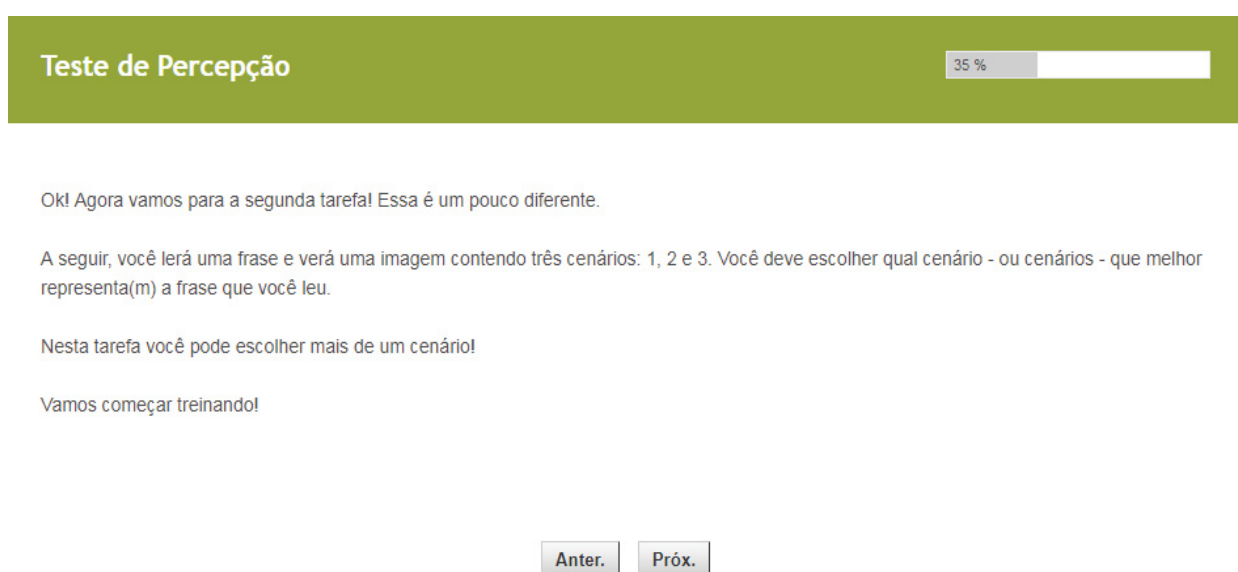 Teste de Percepção
35 %
Ok! Agora vamos para a segunda tarefa! Essa é um pouco diferente.
A seguir, você lerá uma frase e verá uma imagem contendo três cenários: 1, 2 e 3. Você deve escolher qual cenário - ou cenários - que melhor
representa(m) a frase que você leu.
Nesta tarefa você pode escolher mais de um cenário!
Vamos começar treinando!
Anter. Próx.